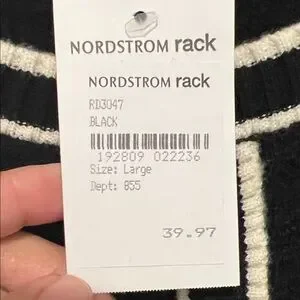 NORDSTROM rack
NORDSTROM rack
RD3047
BLACK
192809 022236
Size: Large
Dept: 855
39.97